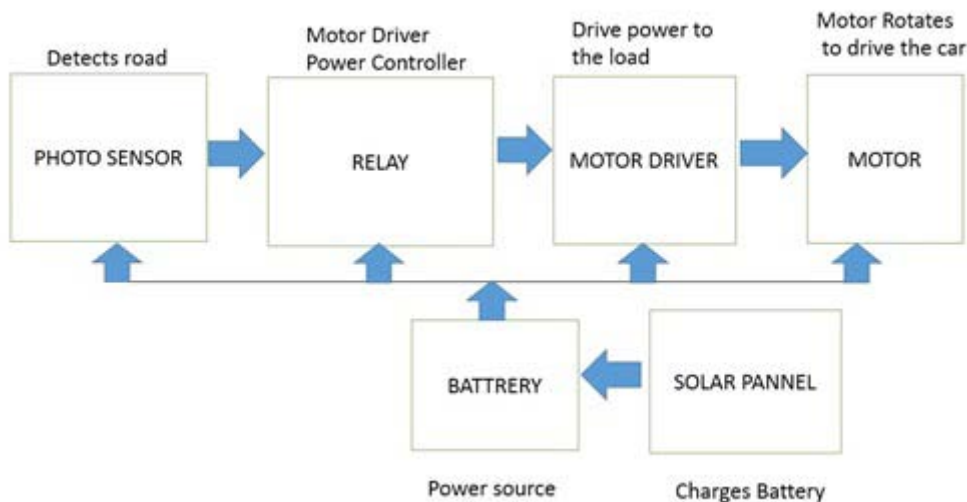 Detects road
Motor Driver
Power Controller
Drive power to
the load
Motor Rotates
to drive the car
PHOTO SENSOR
RELAY
MOTOR DRIVER
MOTOR
BATTRERY
SOLAR PANNEL
Power source
Charges Battery